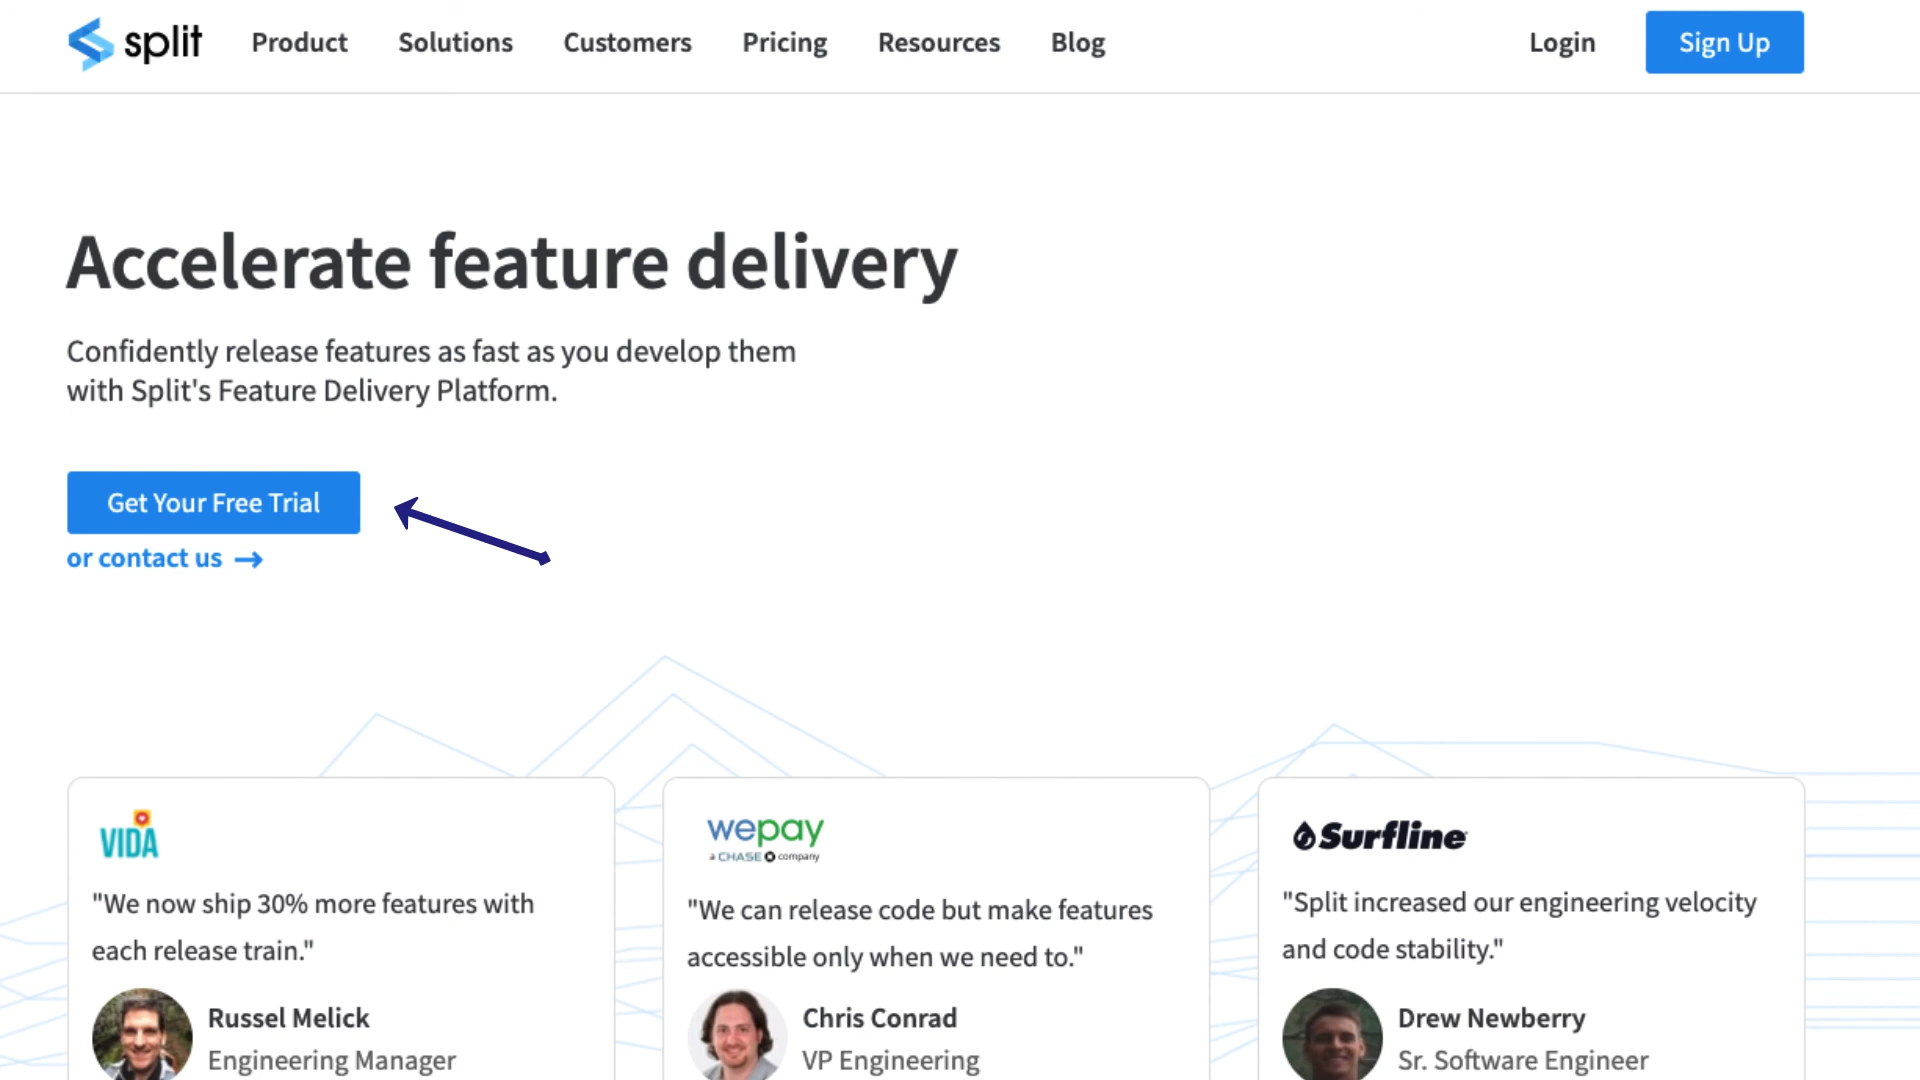 split
Product
Solutions
Customers
Pricing
Resources
Blog
Login
Sign Up
Accelerate feature delivery
Confidently release features as fast as you develop them
with Split's Feature Delivery Platform.
Get Your Free Trial
or contact us →
VIDA
"We now ship 30% more features with
each release train."
Russel Melick
Engineering Manager
wepay
a CHASE company
"We can release code but make features
accessible only when we need to."
Chris Conrad
VP Engineering
Surfline
"Split increased our engineering velocity
and code stability."
Drew Newberry
Sr. Software Engineer